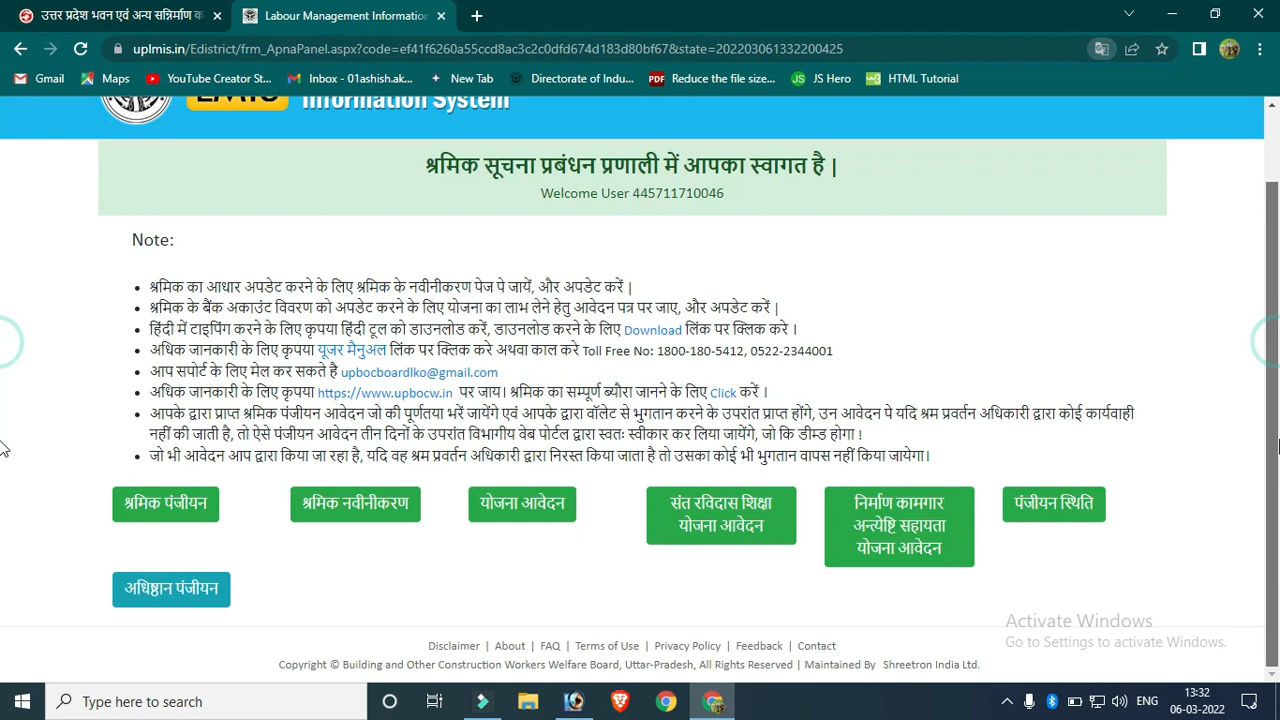 उत्तर प्रदेश भवन एवं अन्य सन्निर्माण क
Labour Management Information
uplmis.in/Edistrict/frm_ApnaPanel.aspx?code=ef41f6260a55ccd8ac3c2c0dfd674d183d80bf67&state=202203061332200425
Gmail Maps YouTube Creator St... Inbox - 01ashish.ak... New Tab Directorate of Indu... PDF Reduce the file size... JS JS Hero HTML Tutorial
LMIS Information System
श्रमिक सूचना प्रबंधन प्रणाली में आपका स्वागत है |
Welcome User 445711710046
Note:
• श्रमिक का आधार अपडेट करने के लिए श्रमिक के नवीनीकरण पेज पे जायें, और अपडेट करें |
• श्रमिक के बैंक अकाउंट विवरण को अपडेट करने के लिए योजना का लाभ लेने हेतु आवेदन पत्र पर जाए, और अपडेट करें |
• हिंदी में टाइपिंग करने के लिए कृपया हिंदी टूल को डाउनलोड करें, डाउनलोड करने के लिए Download लिंक पर क्लिक करे ।
• अधिक जानकारी के लिए कृपया यूजर मैनुअल लिंक पर क्लिक करे अथवा काल करे Toll Free No: 1800-180-5412, 0522-2344001
• आप सपोर्ट के लिए मेल कर सकते है upbocboardlko@gmail.com
• अधिक जानकारी के लिए कृपया https://www.upbocw.in पर जाय। श्रमिक का सम्पूर्ण ब्यौरा जानने के लिए Click करें ।
• आपके द्वारा प्राप्त श्रमिक पंजीयन आवेदन जो की पूर्णतया भरें जायेंगे एवं आपके द्वारा वॉलेट से भुगतान करने के उपरांत प्राप्त होंगे, उन आवेदन पे यदि श्रम प्रवर्तन अधिकारी द्वारा कोई कार्यवाही
नहीं की जाती है, तो ऐसे पंजीयन आवेदन तीन दिनों के उपरांत विभागीय वेब पोर्टल द्वारा स्वतः स्वीकार कर लिया जायेंगे, जो कि डीम्ड होगा !
• जो भी आवेदन आप द्वारा किया जा रहा है, यदि वह श्रम प्रवर्तन अधिकारी द्वारा निरस्त किया जाता है तो उसका कोई भी भुगतान वापस नहीं किया जायेगा।
श्रमिक पंजीयन
श्रमिक नवीनीकरण
योजना आवेदन
संत रविदास शिक्षा
योजना आवेदन
निर्माण कामगार
अन्त्येष्टि सहायता
योजना आवेदन
पंजीयन स्थिति
अधिष्ठान पंजीयन
Activate Windows
Go to Settings to activate Windows.
Disclaimer | About | FAQ | Terms of Use | Privacy Policy | Feedback | Contact
Copyright © Building and Other Construction Workers Welfare Board, Uttar-Pradesh, All Rights Reserved | Maintained By Shreetron India Ltd.
Type here to search
ENG
13:32
06-03-2022